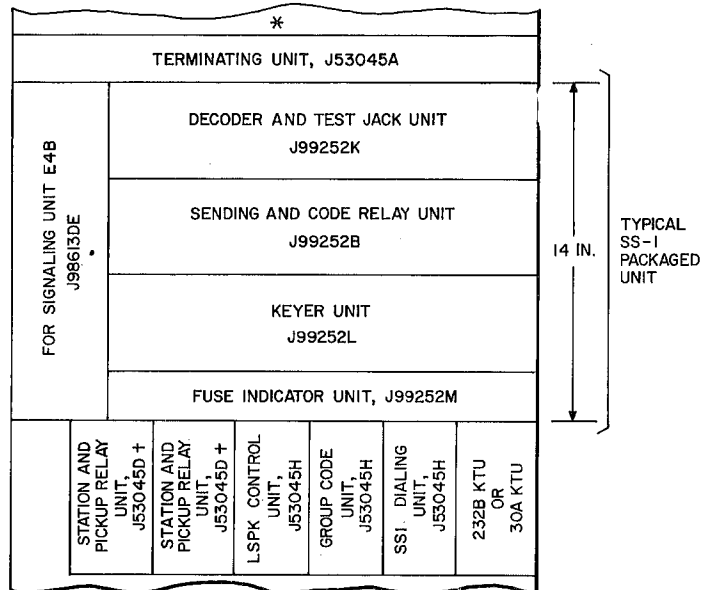 *
TERMINATING UNIT, J53045A
DECODER AND TEST JACK UNIT
J99252K
SENDING AND CODE RELAY UNIT
J99252B
KEYER UNIT
J99252L
FUSE INDICATOR UNIT, J99252M
FOR SIGNALING UNIT E4B
J98613DE
14 IN.
TYPICAL
SS-1
PACKAGED
UNIT
STATION AND
PICKUP RELAY
UNIT,
J53045D +
STATION AND
PICKUP RELAY
UNIT,
J53045D +
LSPK CONTROL
UNIT,
J53045H
GROUP CODE
UNIT,
J53045H
SS1. DIALING
UNIT,
J53045H
232B KTU
OR
30A KTU